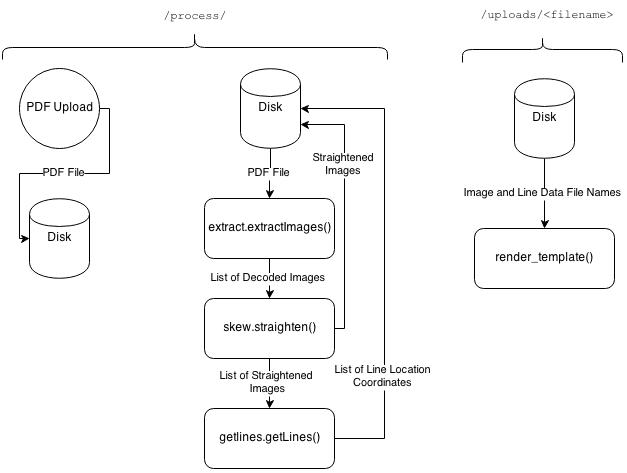 /process/
/uploads/<filename>
PDF Upload
PDF File
Disk
Disk
PDF File
Straightened
Images
extract.extractImages()
List of Decoded Images
skew.straighten()
List of Straightened
Images
List of Line Location
Coordinates
getlines.getLines()
Disk
Image and Line Data File Names
render_template()